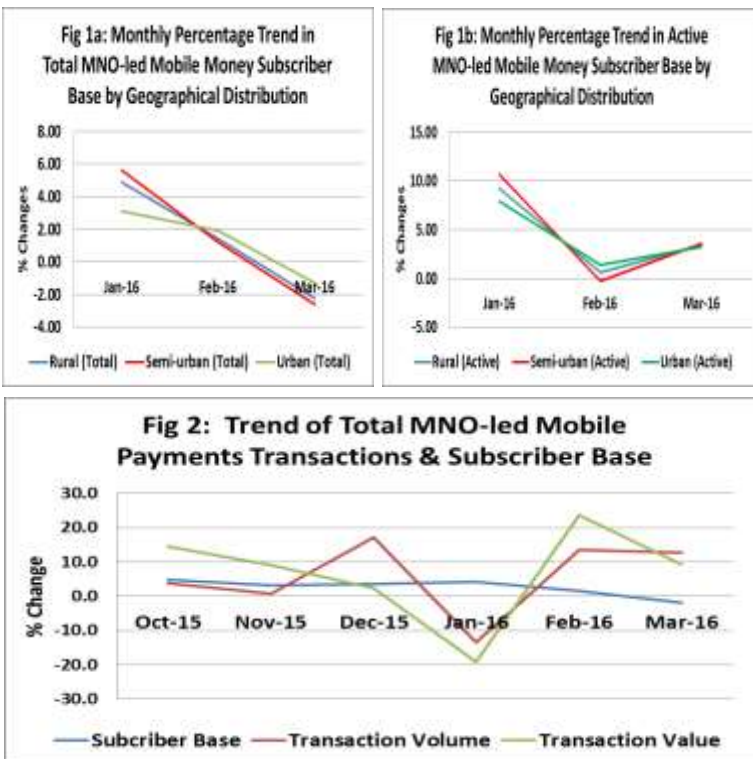 Fig 1a: Monthly Percentage Trend in
Total MNO-led Mobile Money Subscriber
Base by Geographical Distribution
8.00
6.00
4.00
2.00
0.00
-2.00
-4.00
% Changes
Jan-16 Feb-16 Mar-16
Rural (Total) Semi-urban (Total) Urban (Total)
Fig 1b: Monthly Percentage Trend in Active
MNO-led Mobile Money Subscriber Base by
Geographical Distribution
15.00
10.00
5.00
0.00
-5.00
% Changes
Jan-16 Feb-16 Mar-16
Rural (Active) Semi-urban (Active) Urban (Active)
Fig 2: Trend of Total MNO-led Mobile
Payments Transactions & Subscriber Base
30.0
20.0
10.0
0.0
-10.0
-20.0
-30.0
% Change
Oct-15 Nov-15 Dec-15 Jan-16 Feb-16 Mar-16
Subcriber Base Transaction Volume Transaction Value